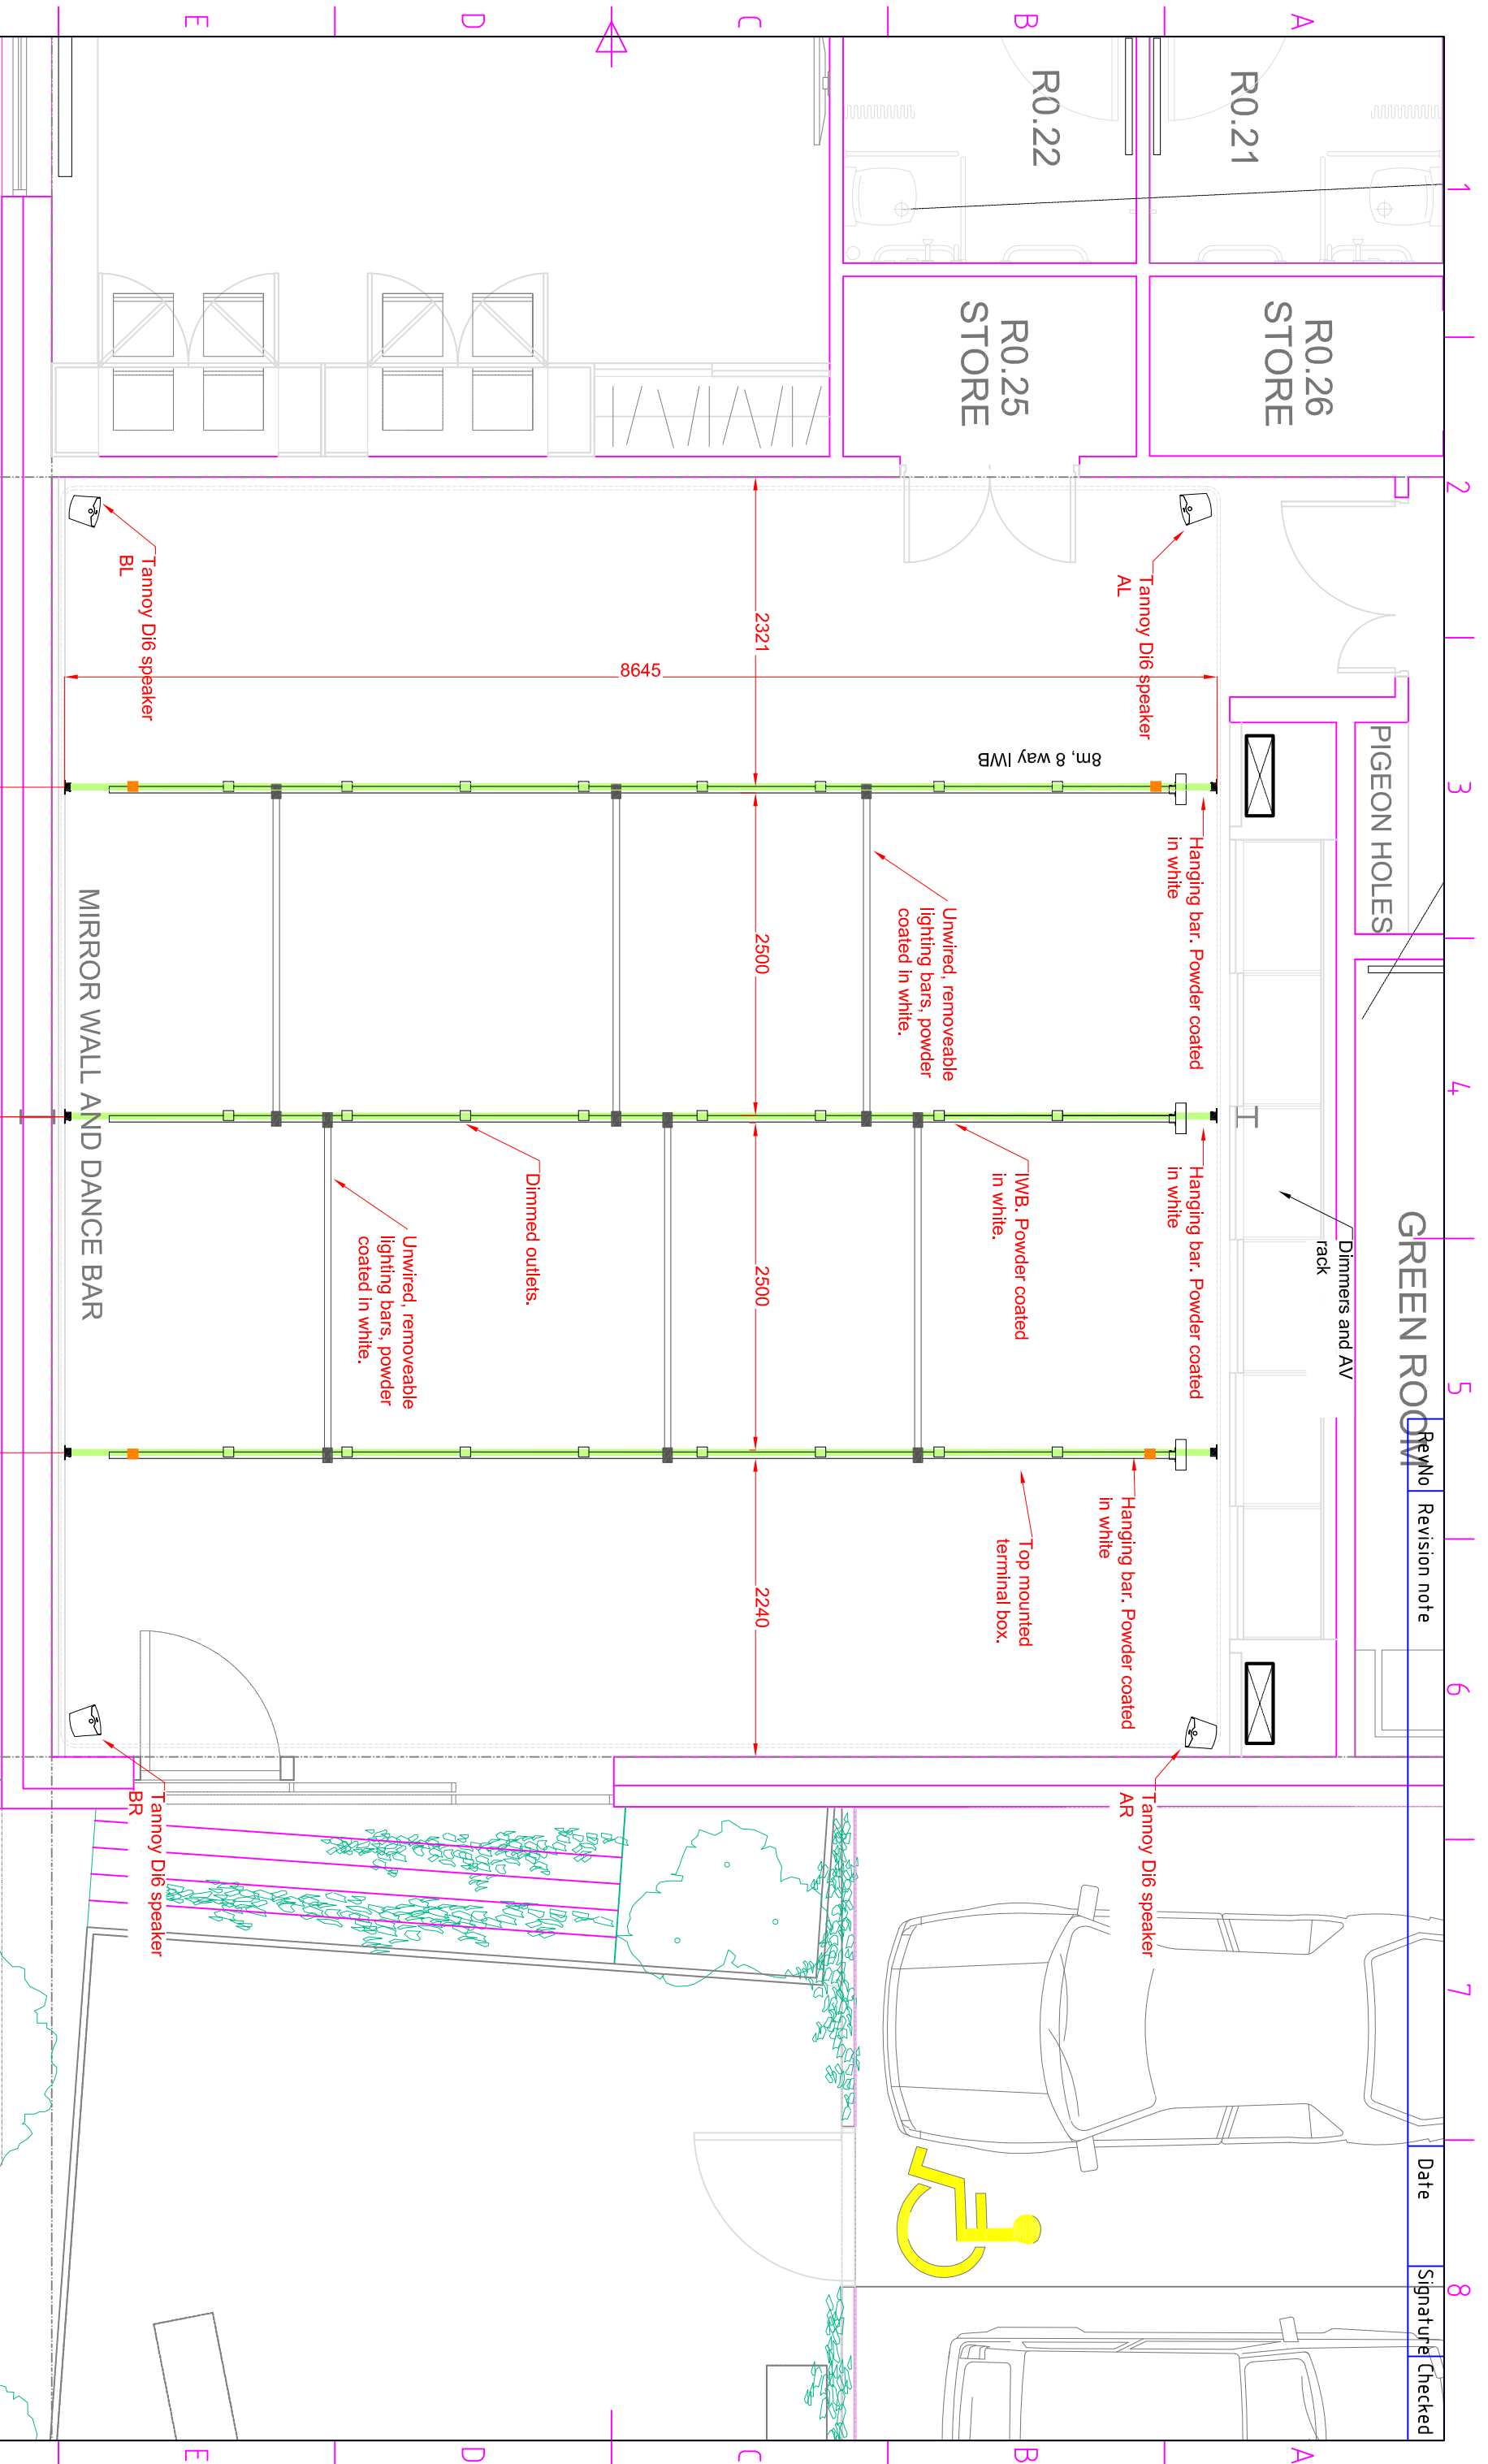 1
2
3
4
5
6
7
8
A
A
B
B
C
C
D
D
E
E
RevNo
Revision note
Date
Signature
Checked
R0.21
R0.22
R0.26
STORE
R0.25
STORE
PIGEON HOLES
GREEN ROOM
Dimmers and AV
rack
Tannoy Di6 speaker
AL
Tannoy Di6 speaker
BL
2321
8645
8m, 8 way IWB
Hanging bar. Powder coated
in white
Unwired, removeable
lighting bars, powder
coated in white.
2500
Hanging bar. Powder coated
in white
IWB. Powder coated
in white.
Dimmed outlets.
Unwired, removeable
lighting bars, powder
coated in white.
2500
Hanging bar. Powder coated
in white
Top mounted
terminal box.
2240
MIRROR WALL AND DANCE BAR
Tannoy Di6 speaker
AR
Tannoy Di6 speaker
BR